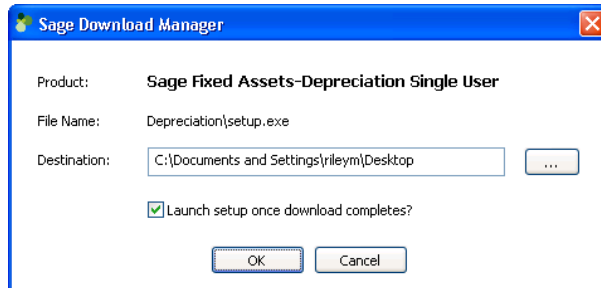 Sage Download Manager
Product: Sage Fixed Assets-Depreciation Single User
File Name: Depreciation\setup.exe
Destination: C:\Documents and Settings\rileym\Desktop ...
Launch setup once download completes?
OK Cancel